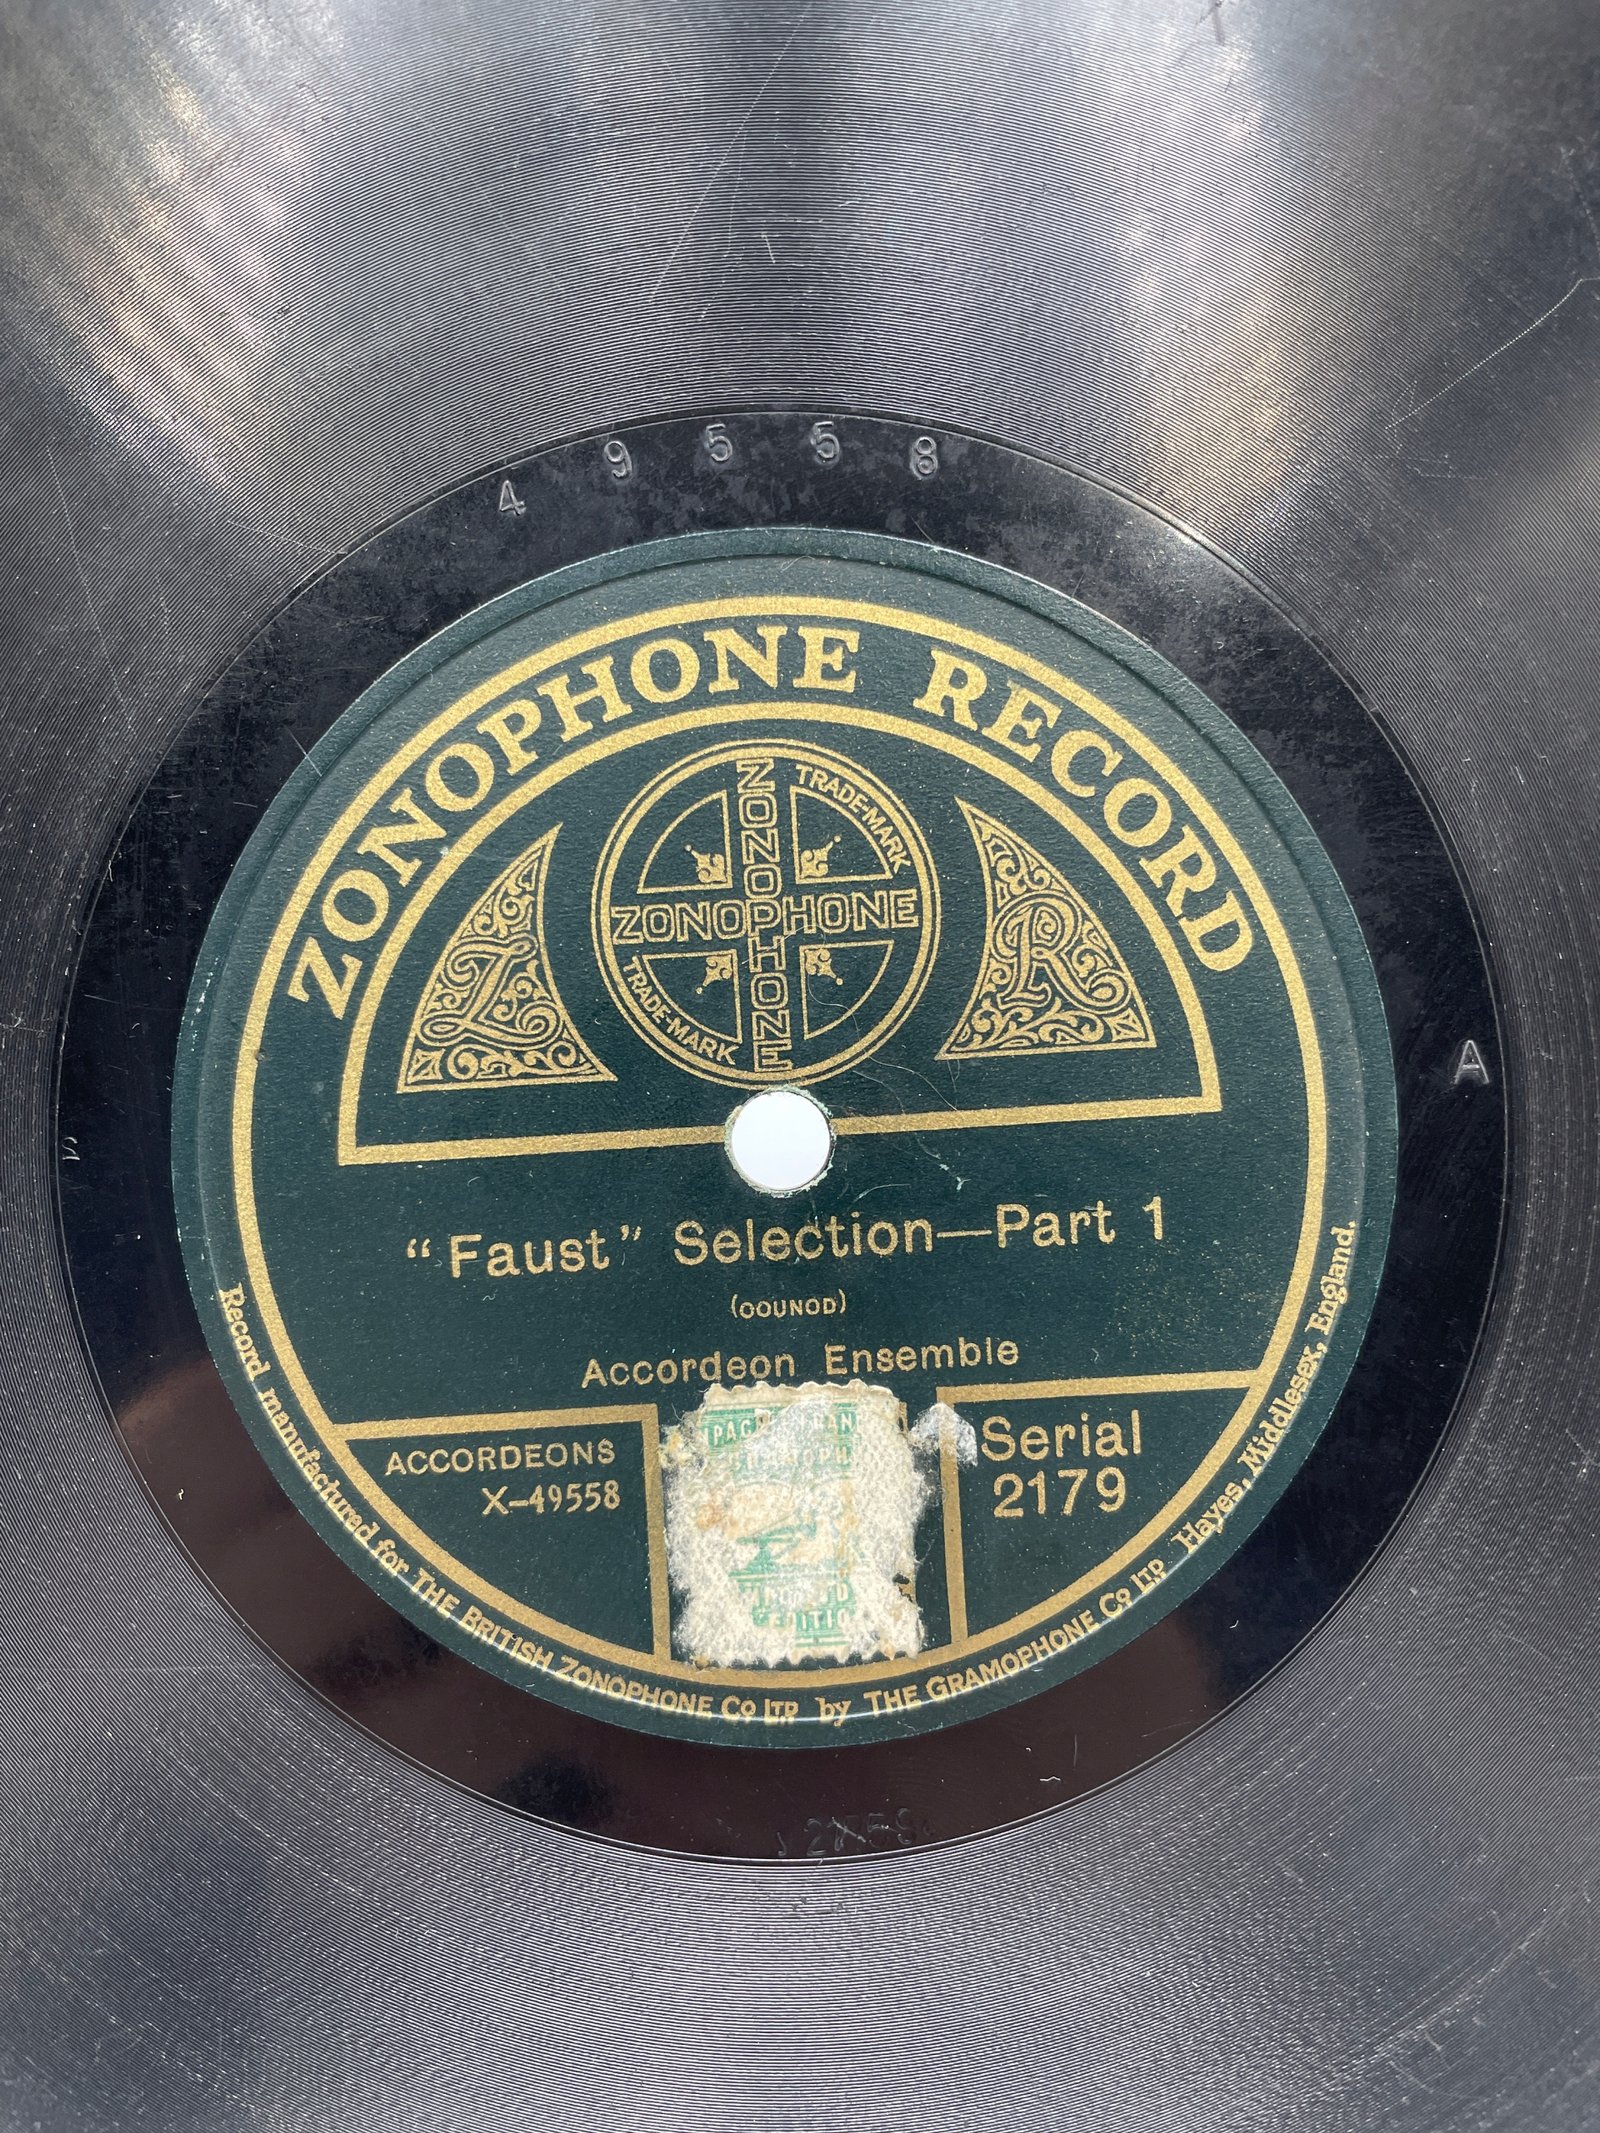 4 9 5 5 8
ZONOPHONE RECORD
ZONOPHONE
TRADE-MARK
ZONOPHONE
TRADE-MARK
Z
R
A
"Faust" Selection—Part 1
(GOUNOD)
Accordeon Ensemble
ACCORDEONS
X-49558
Serial
2179
Record manufactured for THE BRITISH ZONOPHONE Co LTD by THE GRAMOPHONE Co LTD Hayes, Middlesex, England.